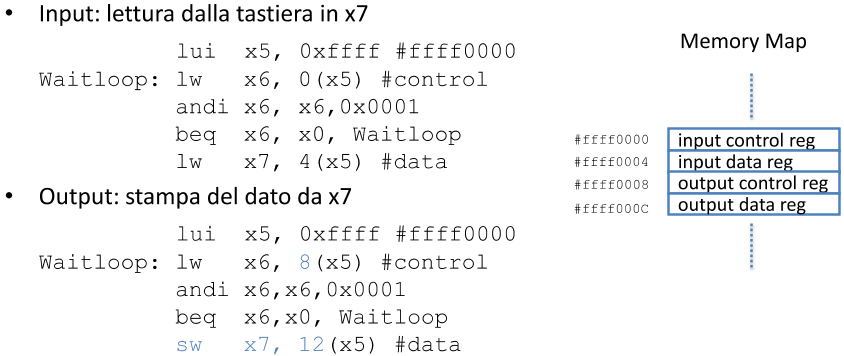 • Input: lettura dalla tastiera in x7
lui x5, 0xffff #ffff0000
Waitloop: lw x6, 0(x5) #control
andi x6, x6,0x0001
beq x6, x0, Waitloop
lw x7, 4(x5) #data
• Output: stampa del dato da x7
lui x5, 0xffff #ffff0000
Waitloop: lw x6, 8(x5) #control
andi x6,x6,0x0001
beq x6,x0, Waitloop
sw x7, 12(x5) #data
Memory Map
#ffff0000 input control reg
#ffff0004 input data reg
#ffff0008 output control reg
#ffff000C output data reg